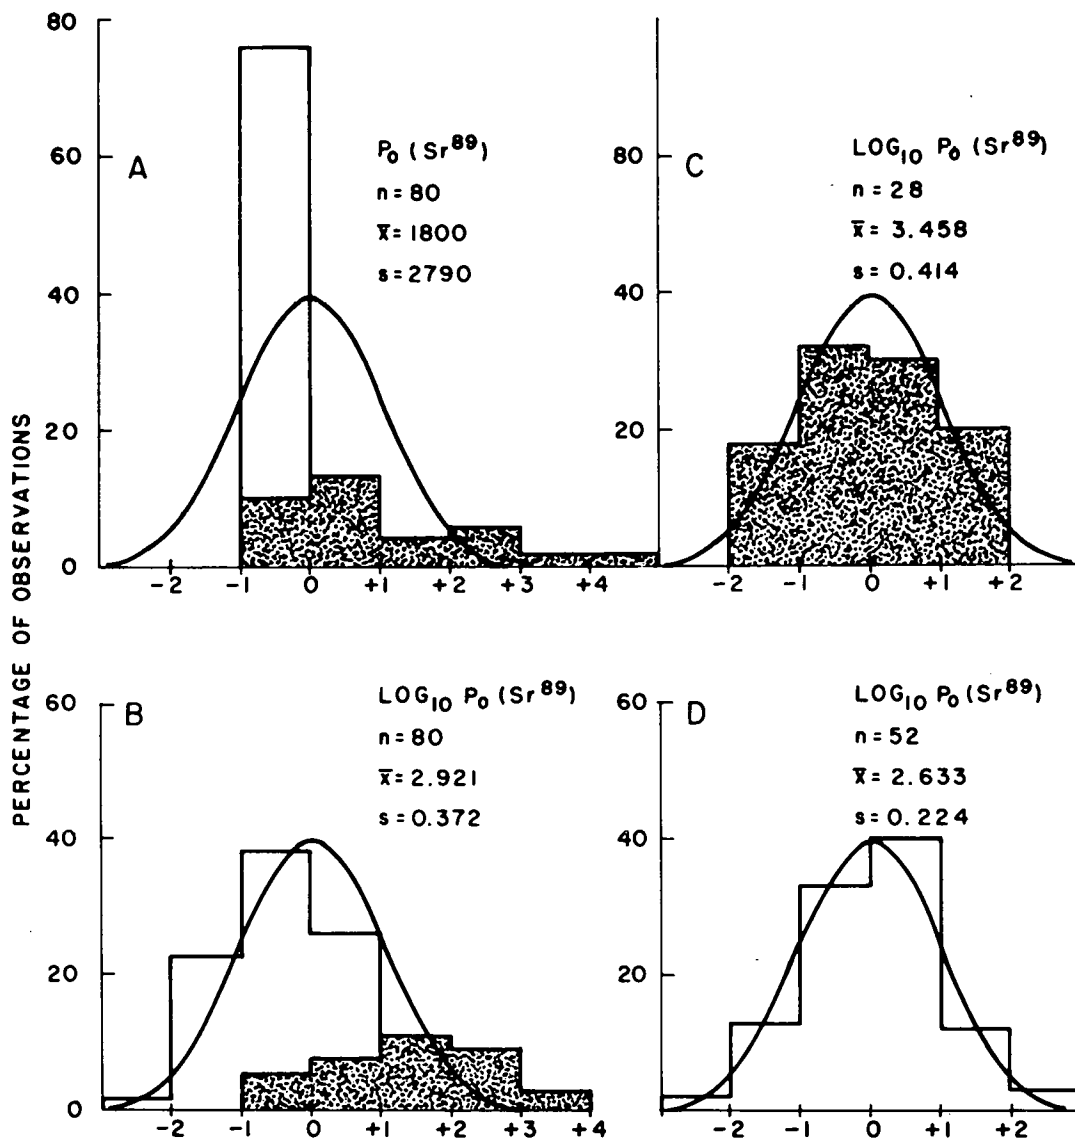 PERCENTAGE OF OBSERVATIONS
80
60
40
20
0
A
P₀ (Sr⁸⁹)
n = 80
x̄ = 1800
s = 2790
-2 -1 0 +1 +2 +3 +4
80
40
20
C
LOG₁₀ P₀ (Sr⁸⁹)
n = 28
x̄ = 3.458
s = 0.414
-2 -1 0 +1 +2
60
40
20
0
B
LOG₁₀ P₀ (Sr⁸⁹)
n = 80
x̄ = 2.921
s = 0.372
-2 -1 0 +1 +2 +3 +4
60
40
20
D
LOG₁₀ P₀ (Sr⁸⁹)
n = 52
x̄ = 2.633
s = 0.224
-2 -1 0 +1 +2